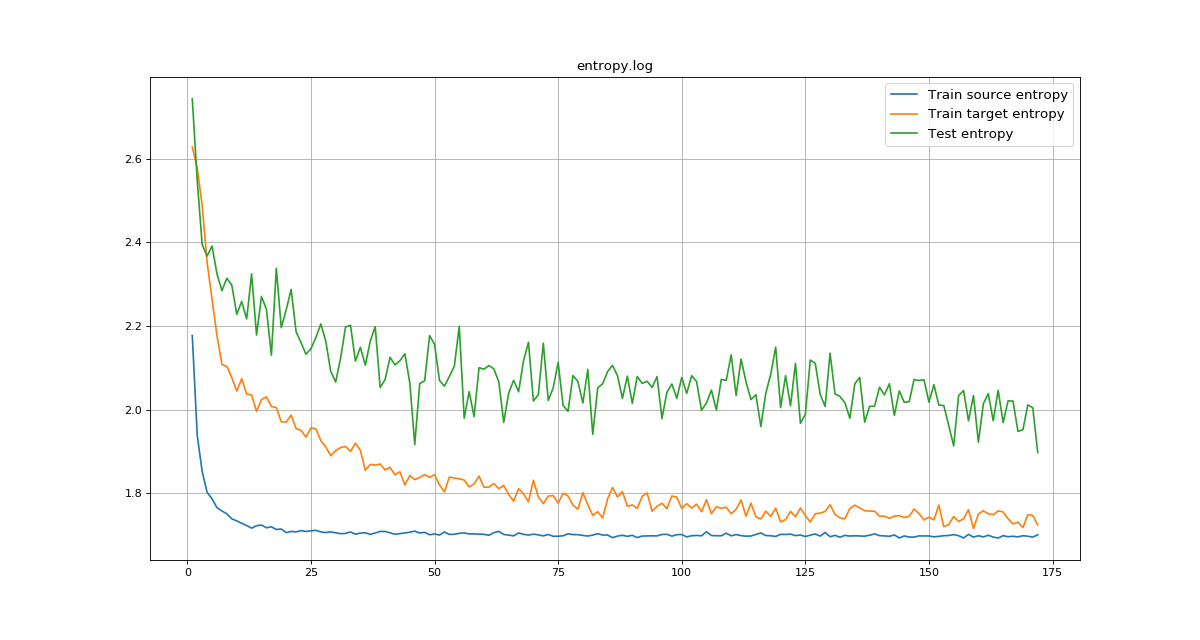 entropy.log
Train source entropy
Train target entropy
Test entropy
2.6
2.4
2.2
2.0
1.8
0 25 50 75 100 125 150 175